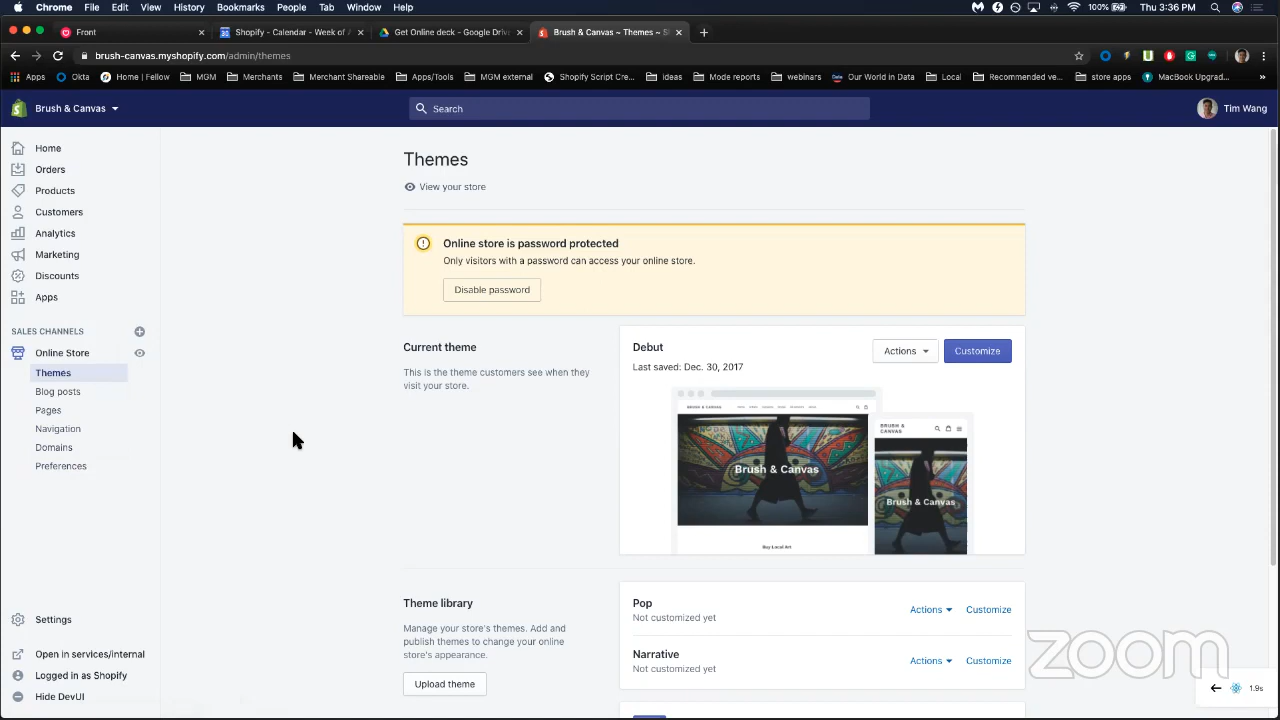 Chrome File Edit View History Bookmarks People Tab Window Help 100% Thu 3:36 PM
Front Shopify - Calendar - Week of Get Online deck - Google Driv Brush & Canvas ~ Themes ~ S
brush-canvas.myshopify.com/admin/themes
Apps Okta Home | Fellow MGM Merchants Merchant Shareable Apps/Tools MGM external Shopify Script Cre... ideas Mode reports webinars Our World in Data Local Recommended ve... store apps MacBook Upgrad... »
Brush & Canvas Search Tim Wang
Home
Orders
Products
Customers
Analytics
Marketing
Discounts
Apps
SALES CHANNELS
Online Store
Themes
Blog posts
Pages
Navigation
Domains
Preferences
Settings
Open in services/internal
Logged in as Shopify
Hide DevUI
Themes
View your store
Online store is password protected
Only visitors with a password can access your online store.
Disable password
Current theme
This is the theme customers see when they
visit your store.
Debut
Last saved: Dec. 30, 2017
Actions Customize
BRUSH & CANVAS
Brush & Canvas
Buy Local Art
BRUSH &
CANVAS
Brush & Canvas
Theme library
Manage your store's themes. Add and
publish themes to change your online
store's appearance.
Upload theme
Pop
Not customized yet
Actions Customize
Narrative
Not customized yet
Actions Customize
zoom
1.9s